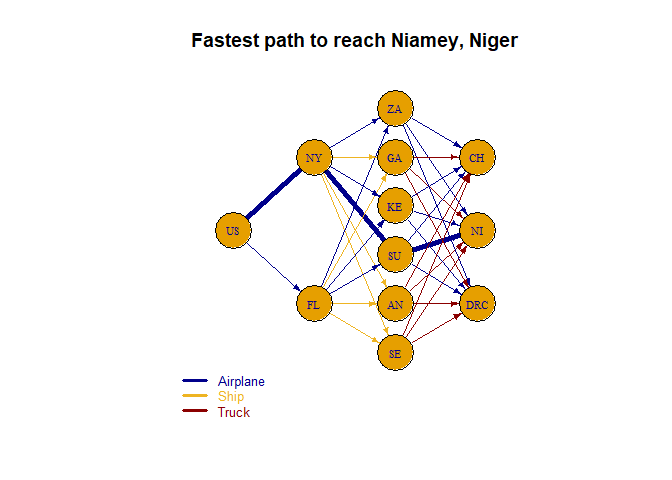 Fastest path to reach Niamey, Niger
ZA
NY
GA
CH
KE
US
NI
SU
FL
AN
DRC
SE
Airplane
Ship
Truck